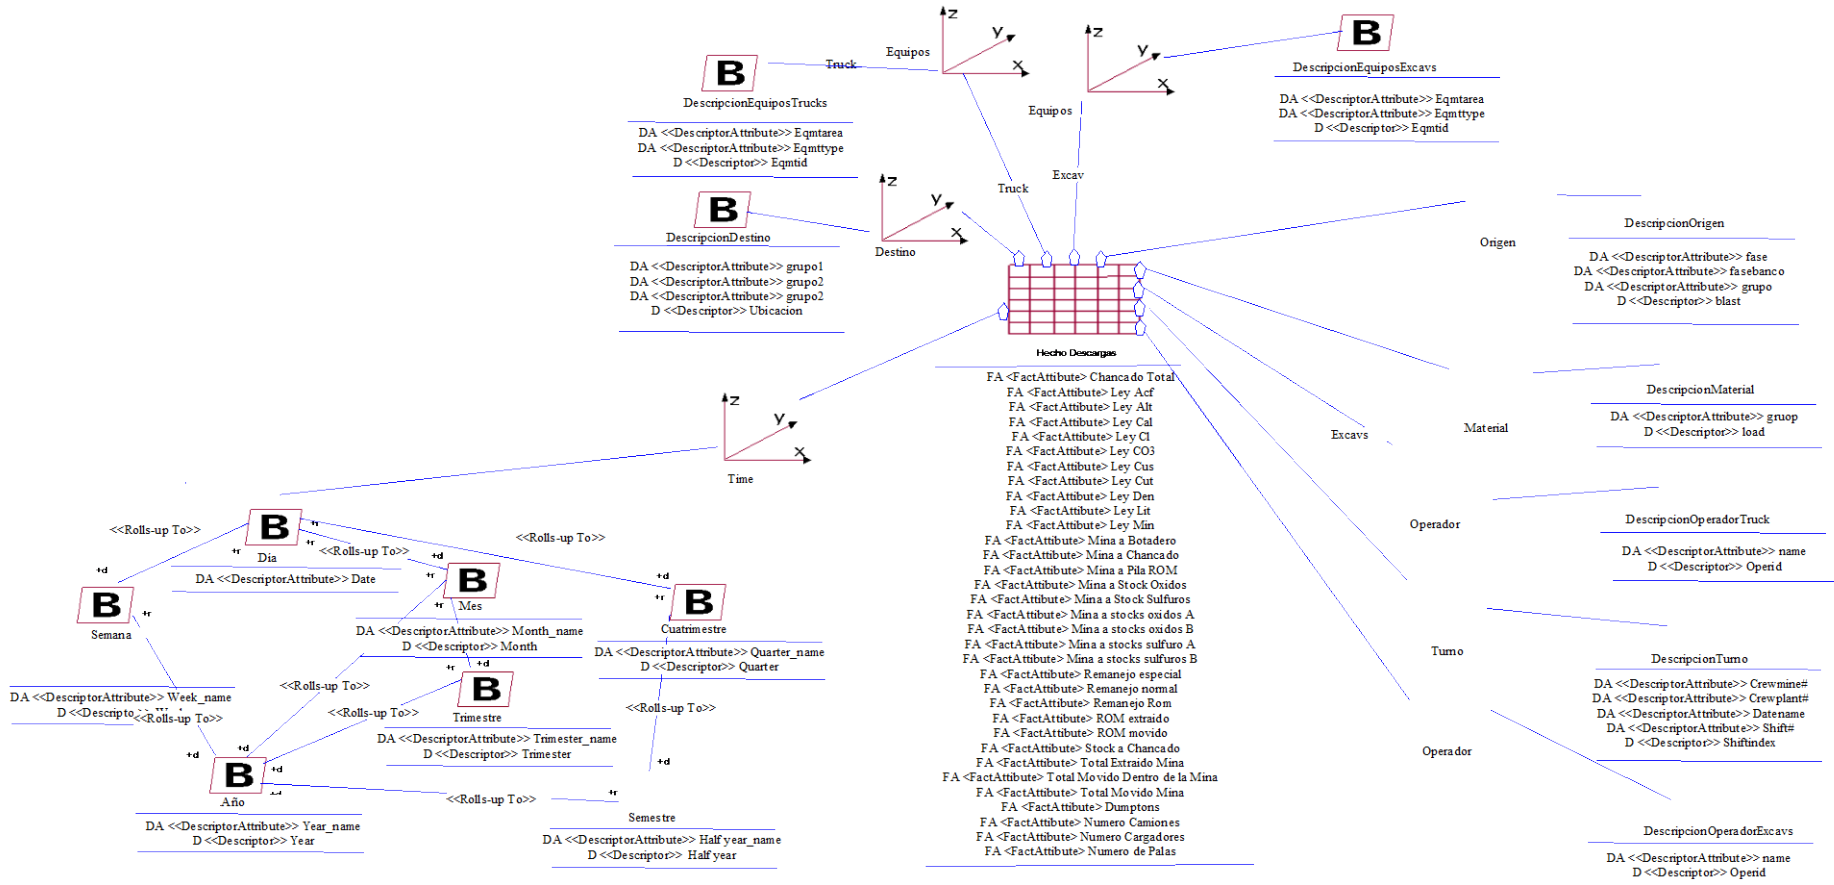 z
y
x
Equipos
Truck
B
DescripcionEquiposTrucks
DA <<DescriptorAttribute>> Eqmtarea
DA <<DescriptorAttribute>> Eqmttype
D <<Descriptor>> Eqmtid
z
y
x
Equipos
B
DescripcionEquiposExcavs
DA <<DescriptorAttribute>> Eqmtarea
DA <<DescriptorAttribute>> Eqmttype
D <<Descriptor>> Eqmtid
Truck
Excav
B
DescripcionDestino
DA <<DescriptorAttribute>> grupo1
DA <<DescriptorAttribute>> grupo2
DA <<DescriptorAttribute>> grupo2
D <<Descriptor>> Ubicacion
z
y
x
Destino
Origen
DescripcionOrigen
DA <<DescriptorAttribute>> fase
DA <<DescriptorAttribute>> fasebanco
DA <<DescriptorAttribute>> grupo
D <<Descriptor>> blast
Hecho Descargas
FA <FactAttibute> Chancado Total
FA <FactAttibute> Ley Acf
FA <FactAttibute> Ley Alt
FA <FactAttibute> Ley Cal
FA <FactAttibute> Ley Cl
FA <FactAttibute> Ley CO3
FA <FactAttibute> Ley Cus
FA <FactAttibute> Ley Cut
FA <FactAttibute> Ley Den
FA <FactAttibute> Ley Lit
FA <FactAttibute> Ley Min
FA <FactAttibute> Mina a Botadero
FA <FactAttibute> Mina a Chancado
FA <FactAttibute> Mina a Pila ROM
FA <FactAttibute> Mina a Stock Oxidos
FA <FactAttibute> Mina a Stock Sulfuros
FA <FactAttibute> Mina a stocks oxidos A
FA <FactAttibute> Mina a stocks oxidos B
FA <FactAttibute> Mina a stocks sulfuro A
FA <FactAttibute> Mina a stocks sulfuros B
FA <FactAttibute> Remanejo especial
FA <FactAttibute> Remanejo normal
FA <FactAttibute> Remanejo Rom
FA <FactAttibute> ROM extraido
FA <FactAttibute> ROM movido
FA <FactAttibute> Stock a Chancado
FA <FactAttibute> Total Extraido Mina
FA <FactAttibute> Total Movido Dentro de la Mina
FA <FactAttibute> Total Movido Mina
FA <FactAttibute> Dumptons
FA <FactAttibute> Numero Camiones
FA <FactAttibute> Numero Cargadores
FA <FactAttibute> Numero de Palas
Excavs
Material
DescripcionMaterial
DA <<DescriptorAttribute>> gruop
D <<Descriptor>> load
Operador
DescripcionOperadorTruck
DA <<DescriptorAttribute>> name
D <<Descriptor>> Operid
Turno
DescripcionTurno
DA <<DescriptorAttribute>> Crewmine#
DA <<DescriptorAttribute>> Crewplant#
DA <<DescriptorAttribute>> Datename
DA <<DescriptorAttribute>> Shift#
D <<Descriptor>> Shiftindex
Operador
DescripcionOperadorExcavs
DA <<DescriptorAttribute>> name
D <<Descriptor>> Operid
z
y
x
Time
<<Rolls-up To>>
B
+r
+r
+r
Dia
DA <<DescriptorAttribute>> Date
<<Rolls-up To>>
<<Rolls-up To>>
+d
B
Semana
+r
DA <<DescriptorAttribute>> Week_name
<<Rolls-up To>>
+d
+r
B
+r
Mes
DA <<DescriptorAttribute>> Month_name
D <<Descriptor>> Month
+d
+r
B
Cuatrimestre
DA <<DescriptorAttribute>> Quarter_name
D <<Descriptor>> Quarter
<<Rolls-up To>>
+d
+r
+d
B
Trimestre
DA <<DescriptorAttribute>> Trimester_name
D <<Descriptor>> Trimester
<<Rolls-up To>>
<<Rolls-up To>>
+d
+d
+d
B
Año
DA <<DescriptorAttribute>> Year_name
D <<Descriptor>> Year
<<Rolls-up To>>
+r
Semestre
DA <<DescriptorAttribute>> Half year_name
D <<Descriptor>> Half year